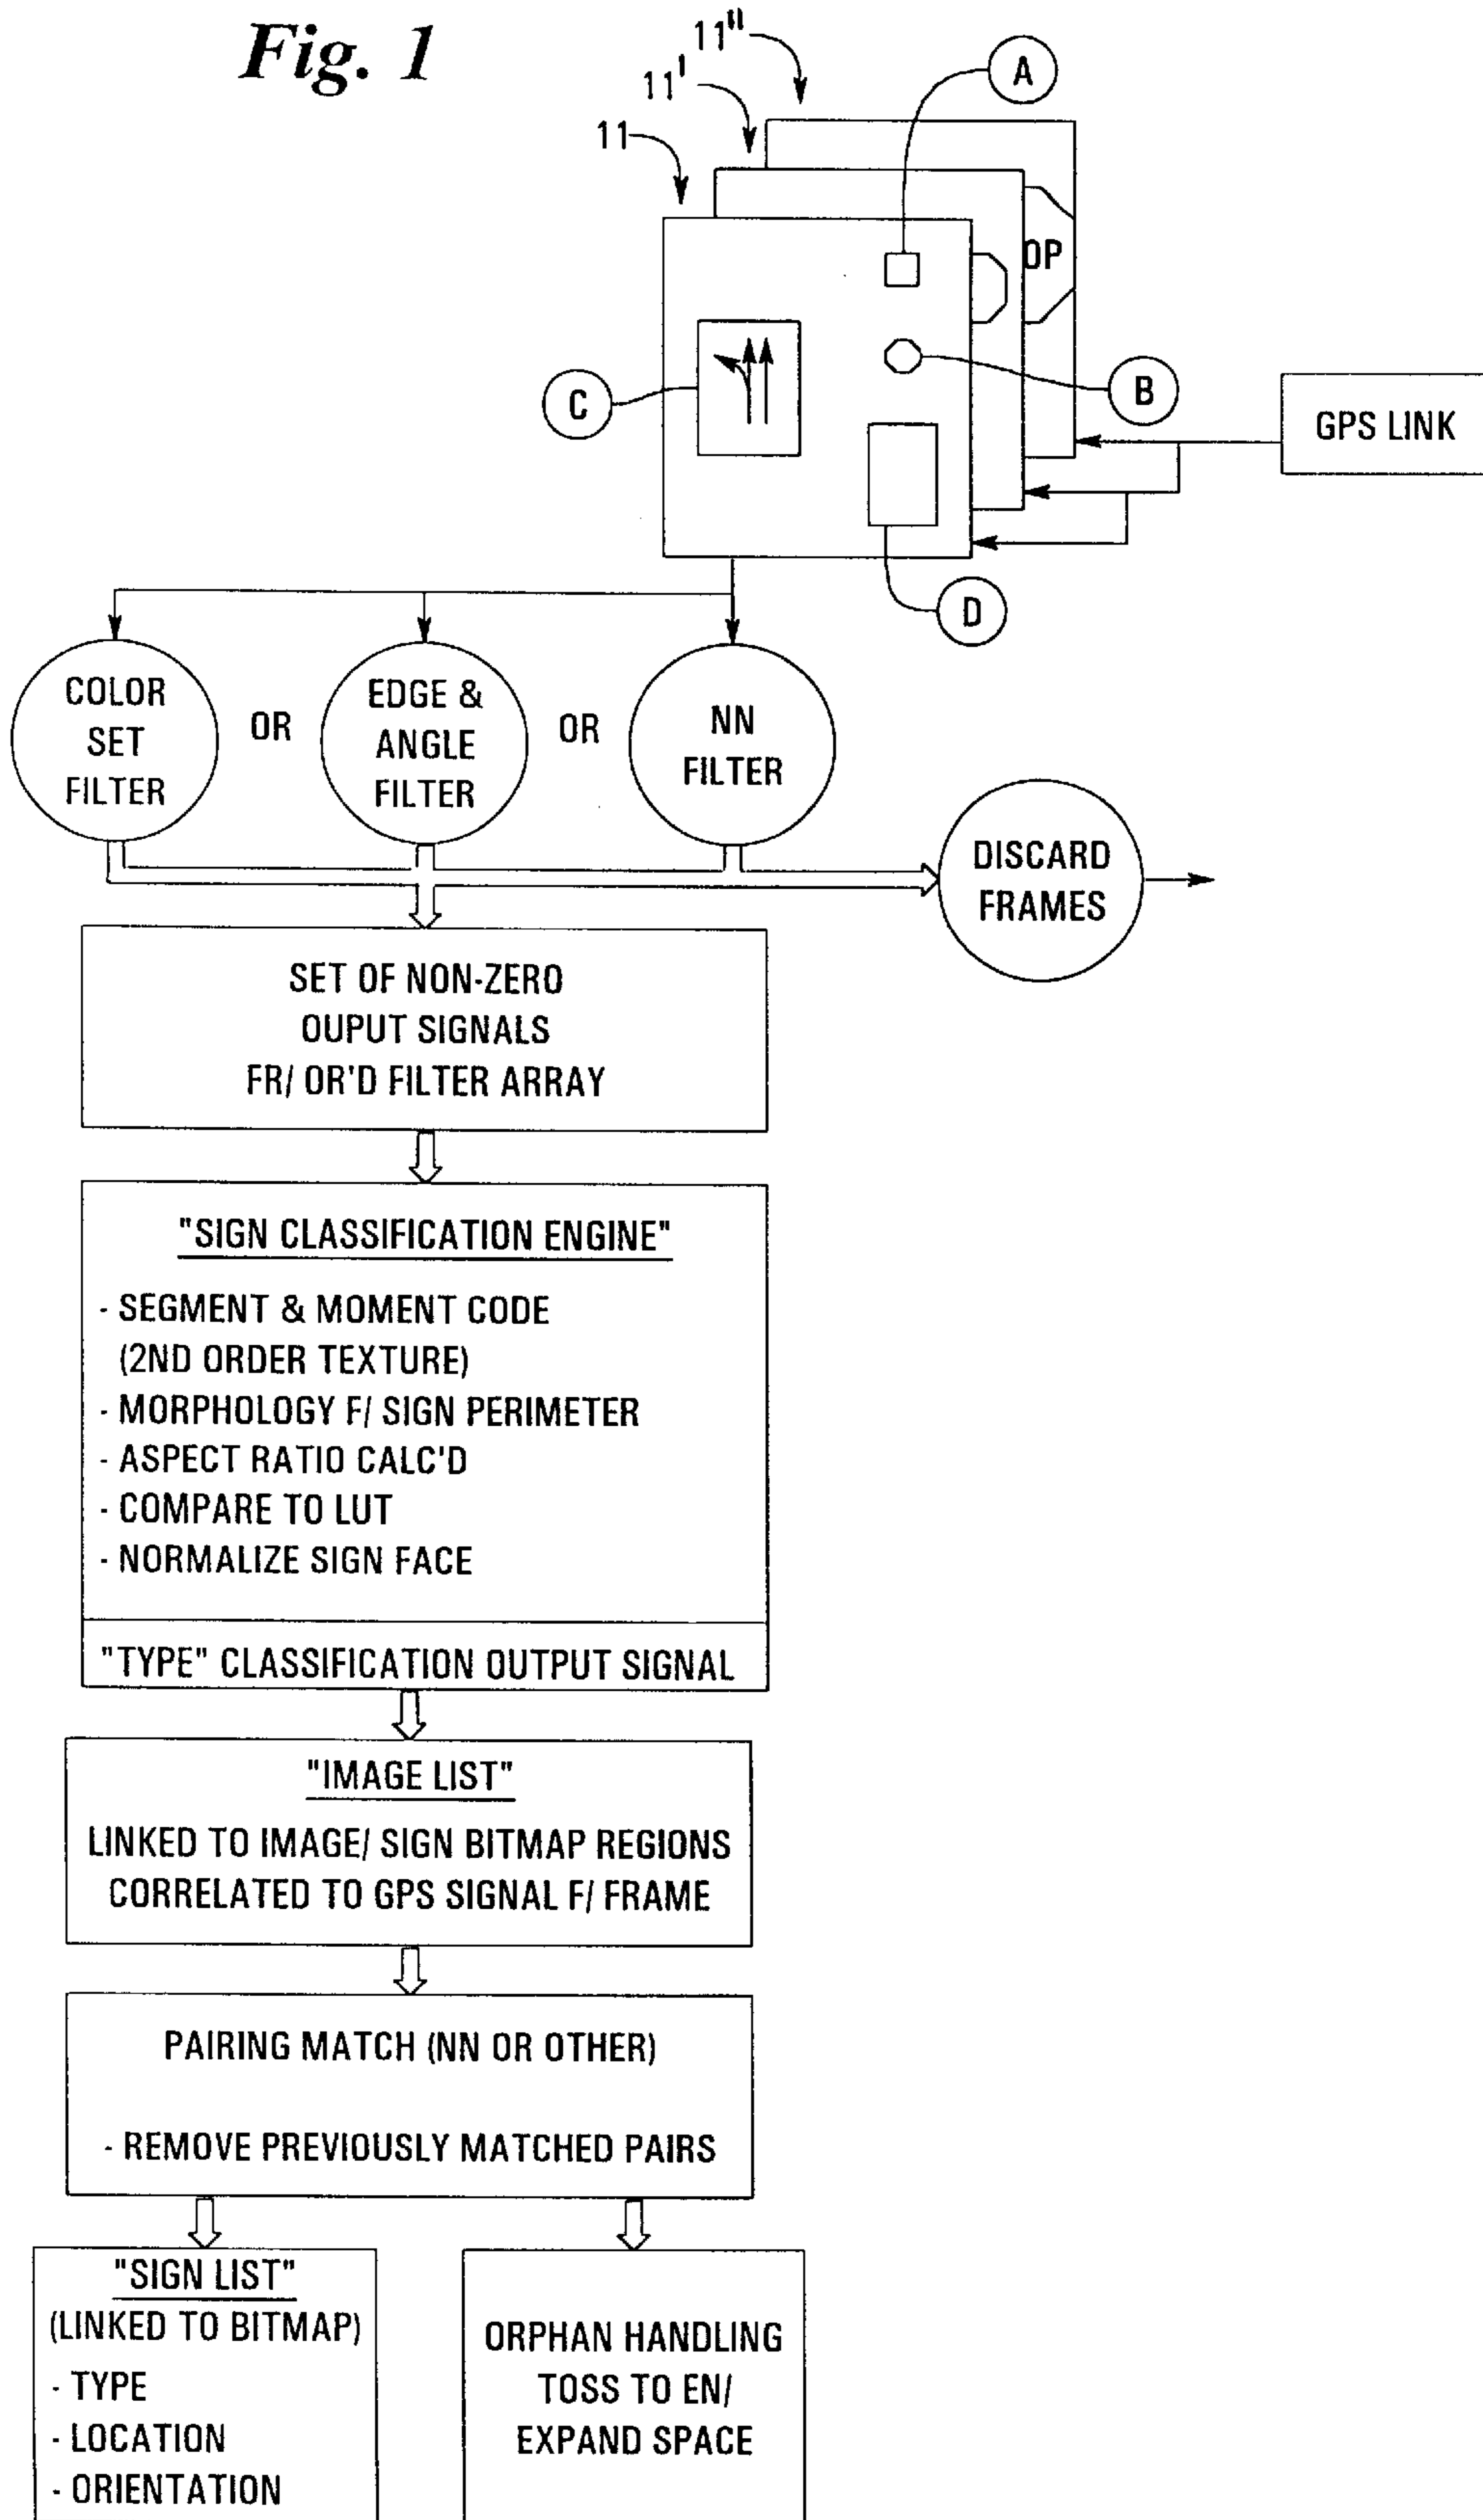 Fig. 1
11"
11'
11
A
OP
C
B
GPS LINK
D
COLOR
SET
FILTER
OR
EDGE &
ANGLE
FILTER
OR
NN
FILTER
DISCARD
FRAMES
SET OF NON-ZERO
OUPUT SIGNALS
FR/ OR'D FILTER ARRAY
"SIGN CLASSIFICATION ENGINE"
- SEGMENT & MOMENT CODE
(2ND ORDER TEXTURE)
- MORPHOLOGY F/ SIGN PERIMETER
- ASPECT RATIO CALC'D
- COMPARE TO LUT
- NORMALIZE SIGN FACE
"TYPE" CLASSIFICATION OUTPUT SIGNAL
"IMAGE LIST"
LINKED TO IMAGE/ SIGN BITMAP REGIONS
CORRELATED TO GPS SIGNAL F/ FRAME
PAIRING MATCH (NN OR OTHER)
- REMOVE PREVIOUSLY MATCHED PAIRS
"SIGN LIST"
(LINKED TO BITMAP)
- TYPE
- LOCATION
- ORIENTATION
ORPHAN HANDLING
TOSS TO EN/
EXPAND SPACE